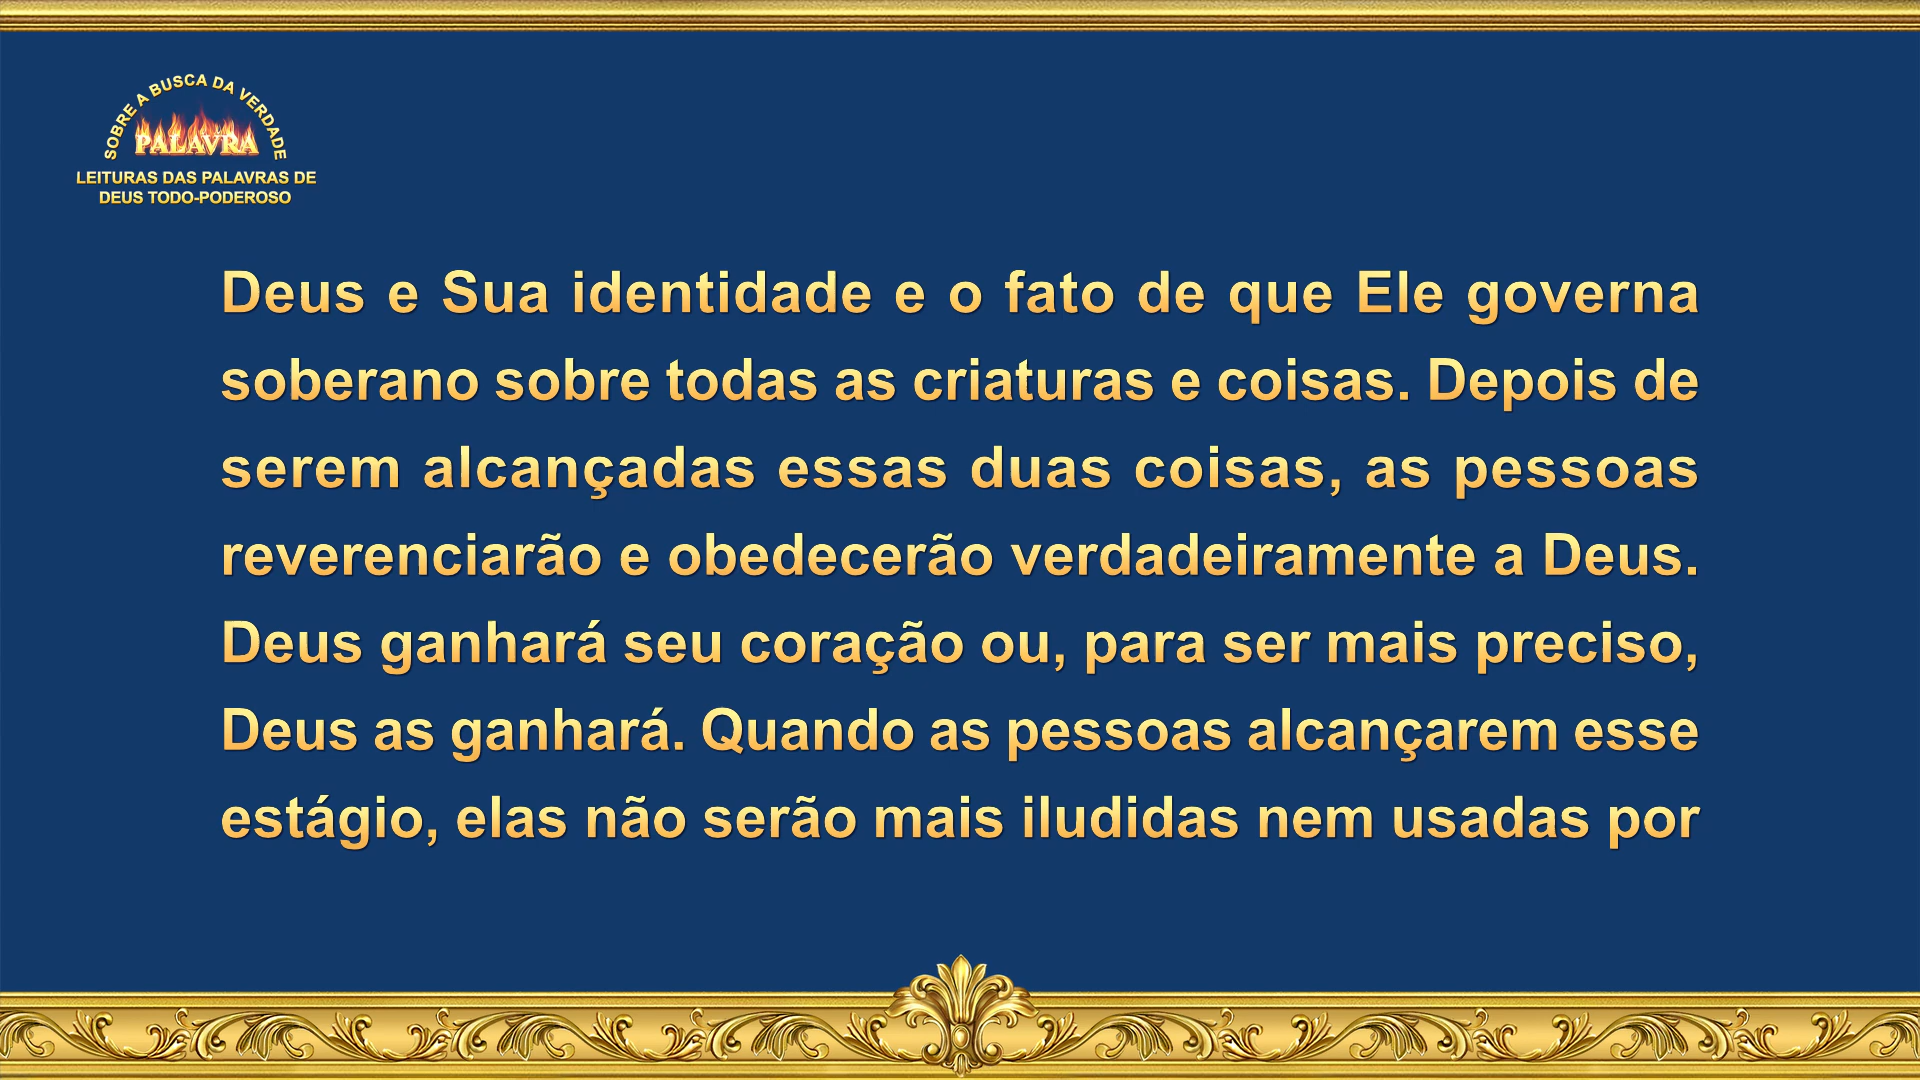 SOBRE A BUSCA DA VERDADE
PALAVRA
LEITURAS DAS PALAVRAS DE
DEUS TODO-PODEROSO
Deus e Sua identidade e o fato de que Ele governa
soberano sobre todas as criaturas e coisas. Depois de
serem alcançadas essas duas coisas, as pessoas
reverenciarão e obedecerão verdadeiramente a Deus.
Deus ganhará seu coração ou, para ser mais preciso,
Deus as ganhará. Quando as pessoas alcançarem esse
estágio, elas não serão mais iludidas nem usadas por